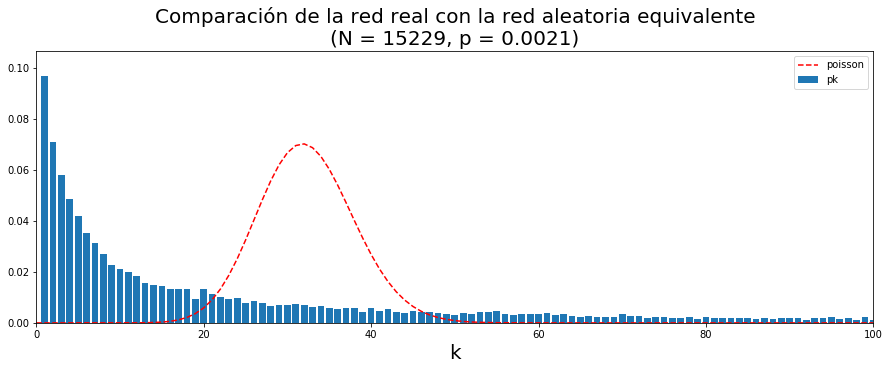 Comparación de la red real con la red aleatoria equivalente
(N = 15229, p = 0.0021)
poisson
pk
0.10
0.08
0.06
0.04
0.02
0.00
0 20 40 60 80 100
k